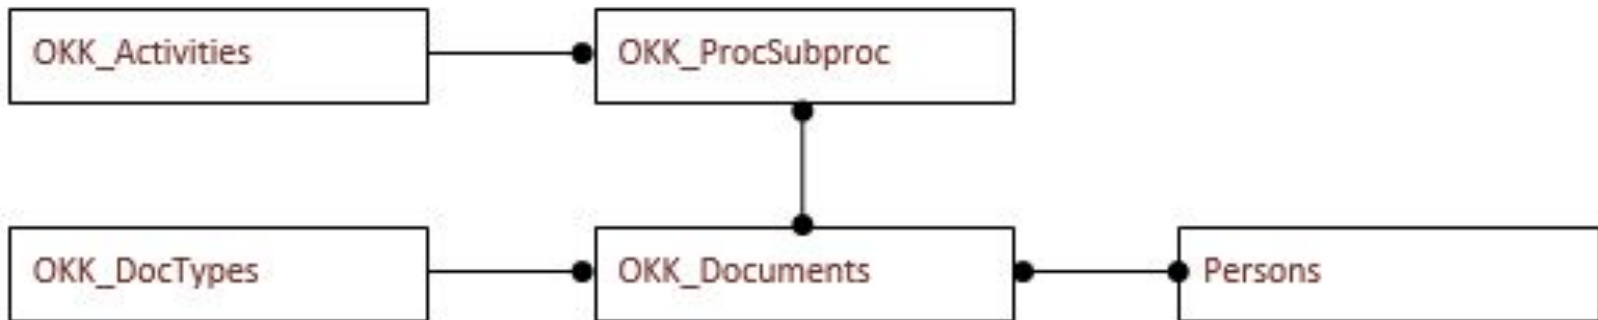 OKK_Activities
OKK_ProcSubproc
OKK_DocTypes
OKK_Documents
Persons